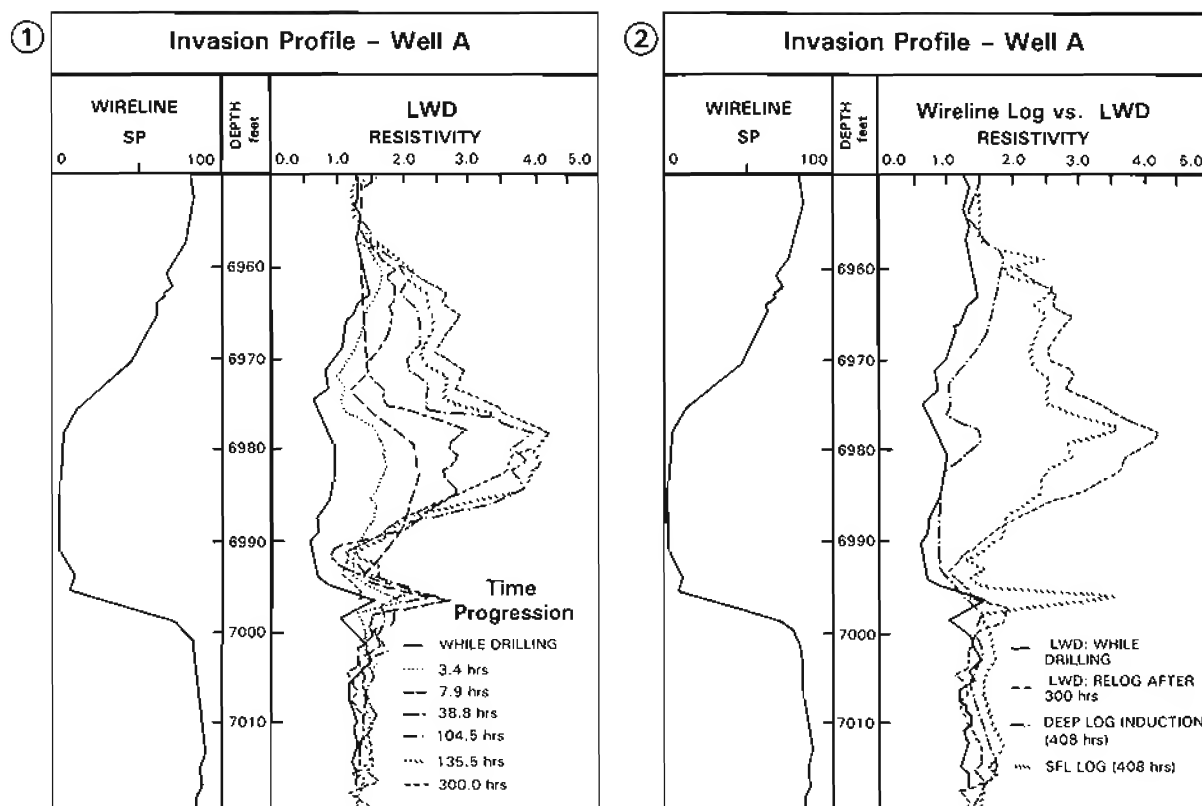 1
Invasion Profile – Well A
WIRELINE
SP
0 100
DEPTH
feet
LWD
RESISTIVITY
0.0 1.0 2.0 3.0 4.0 5.0
6960
6970
6980
6990
7000
7010
Time
Progression
WHILE DRILLING
3.4 hrs
7.9 hrs
38.8 hrs
104.5 hrs
135.5 hrs
300.0 hrs
2
Invasion Profile – Well A
WIRELINE
SP
0 100
DEPTH
feet
Wireline Log vs. LWD
RESISTIVITY
0.0 1.0 2.0 3.0 4.0 5.0
6960
6970
6980
6990
7000
7010
LWD: WHILE
DRILLING
LWD: RELOG AFTER
300 hrs
DEEP LOG INDUCTION
(408 hrs)
SFL LOG (408 hrs)